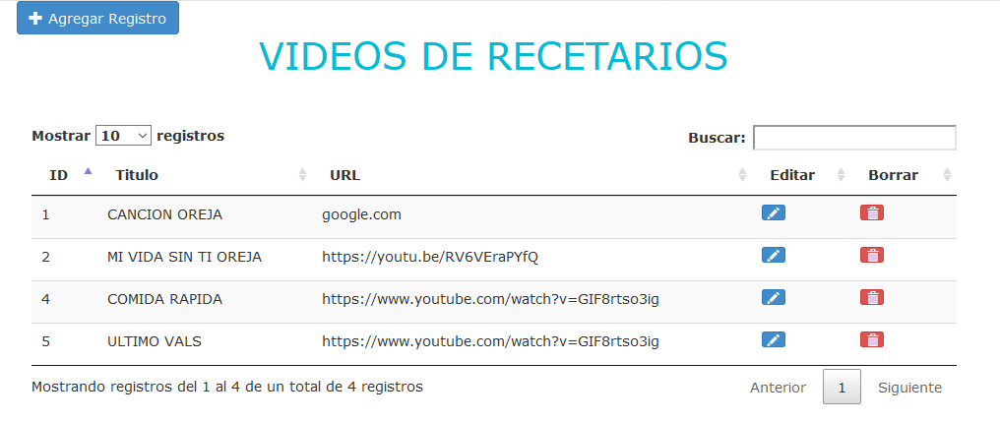 Agregar Registro
VIDEOS DE RECETARIOS
Mostrar 10 registros
Buscar:
ID Titulo URL Editar Borrar
1 CANCION OREJA google.com
2 MI VIDA SIN TI OREJA https://youtu.be/RV6VEraPYfQ
4 COMIDA RAPIDA https://www.youtube.com/watch?v=GIF8rtso3ig
5 ULTIMO VALS https://www.youtube.com/watch?v=GIF8rtso3ig
Mostrando registros del 1 al 4 de un total de 4 registros
Anterior 1 Siguiente